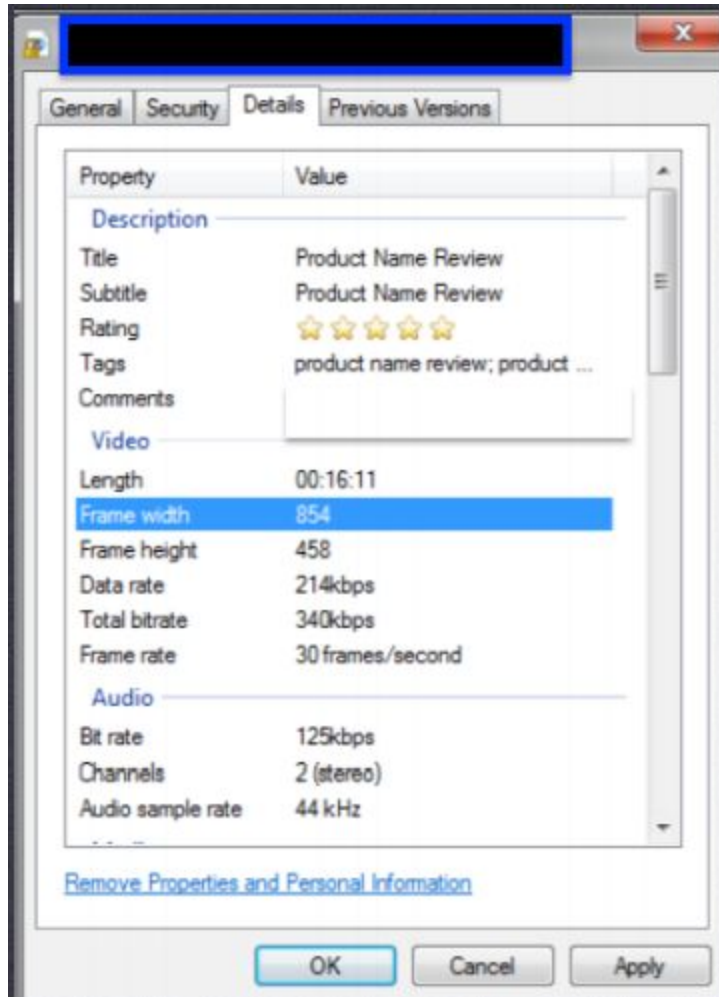 General Security Details Previous Versions
Property Value
Description
Title Product Name Review
Subtitle Product Name Review
Rating
Tags product name review; product ...
Comments
Video
Length 00:16:11
Frame width 854
Frame height 458
Data rate 214kbps
Total bitrate 340kbps
Frame rate 30 frames/second
Audio
Bit rate 125kbps
Channels 2 (stereo)
Audio sample rate 44 kHz
Remove Properties and Personal Information
OK Cancel Apply